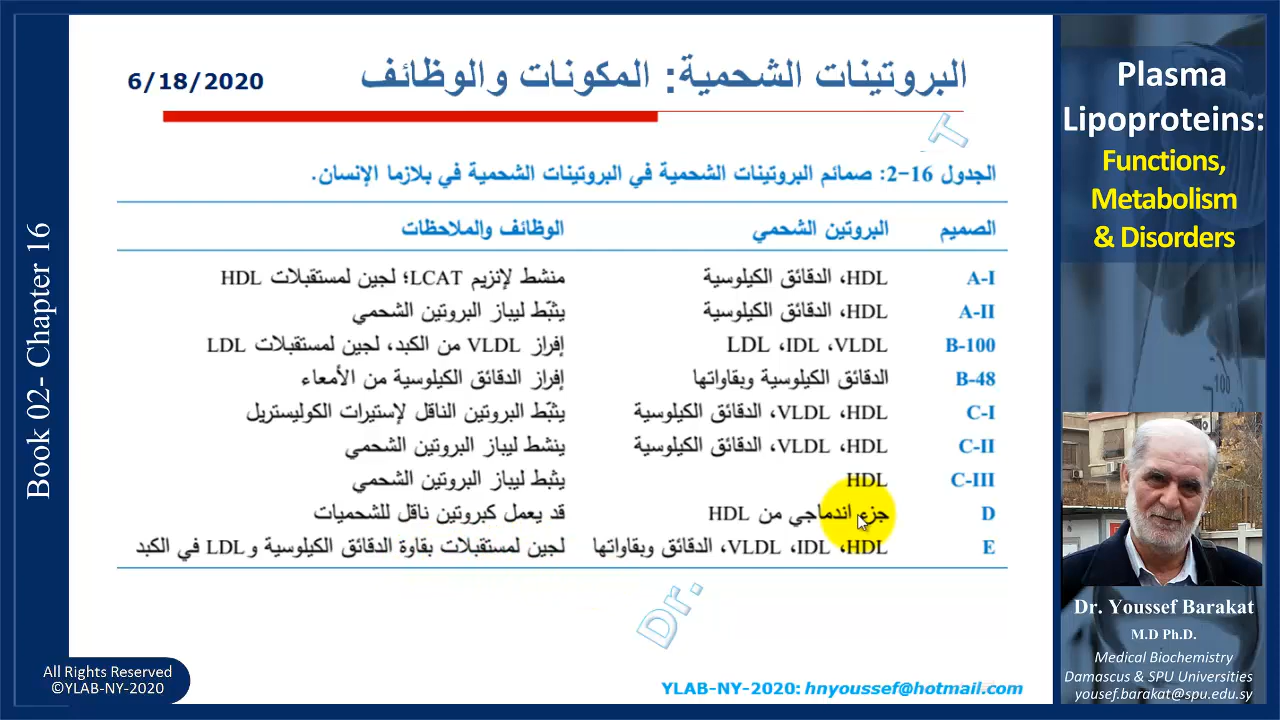 البروتينات الشحمية: المكونات والوظائف
6/18/2020
الجدول 16-2: صمائم البروتينات الشحمية في البروتينات الشحمية في بلازما الإنسان.
الصميم البروتين الشحمي الوظائف والملاحظات
A-I HDL، الدقائق الكيلوسية منشط لإنزيم LCAT؛ لجين لمستقبلات HDL
A-II HDL، الدقائق الكيلوسية يثبّط ليباز البروتين الشحمي
B-100 VLDL، IDL، LDL إفراز VLDL من الكبد، لجين لمستقبلات LDL
B-48 الدقائق الكيلوسية وبقاواتها إفراز الدقائق الكيلوسية من الأمعاء
C-I HDL، VLDL، الدقائق الكيلوسية يثبّط البروتين الناقل لإستيرات الكوليستريل
C-II HDL، VLDL، الدقائق الكيلوسية ينشط ليباز البروتين الشحمي
C-III HDL يثبط ليباز البروتين الشحمي
D جزء اندماجي من HDL قد يعمل كبروتين ناقل للشحميات
E HDL، IDL، VLDL، الدقائق وبقاواتها لجين لمستقبلات بقاوة الدقائق الكيلوسية وLDL في الكبد
Dr.
T
YLAB-NY-2020: hnyoussef@hotmail.com
Book 02- Chapter 16
All Rights Reserved
©YLAB-NY-2020
Plasma
Lipoproteins:
Functions,
Metabolism
& Disorders
100
Dr. Youssef Barakat
M.D Ph.D.
Medical Biochemistry
Damascus & SPU Universities
yousef.barakat@spu.edu.sy